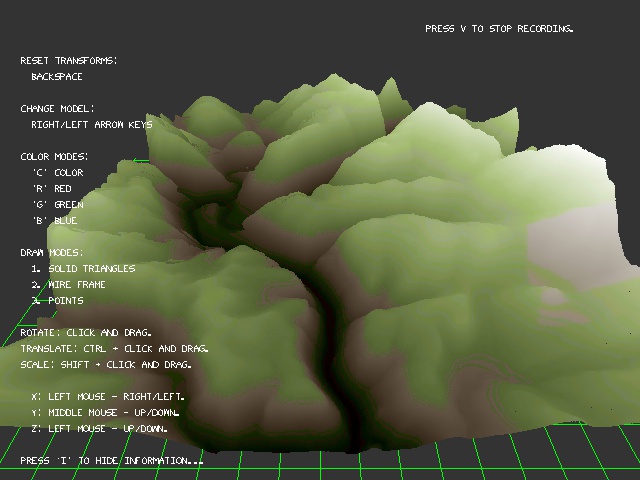 PRESS V TO STOP RECORDING.
RESET TRANSFORMS:
BACKSPACE
CHANGE MODEL:
RIGHT/LEFT ARROW KEYS
COLOR MODES:
'C' COLOR
'R' RED
'G' GREEN
'B' BLUE
DRAW MODES:
1. SOLID TRIANGLES
2. WIRE FRAME
3. POINTS
ROTATE: CLICK AND DRAG.
TRANSLATE: CTRL + CLICK AND DRAG.
SCALE: SHIFT + CLICK AND DRAG.
X: LEFT MOUSE - RIGHT/LEFT.
Y: MIDDLE MOUSE - UP/DOWN.
Z: LEFT MOUSE - UP/DOWN.
PRESS 'I' TO HIDE INFORMATION...